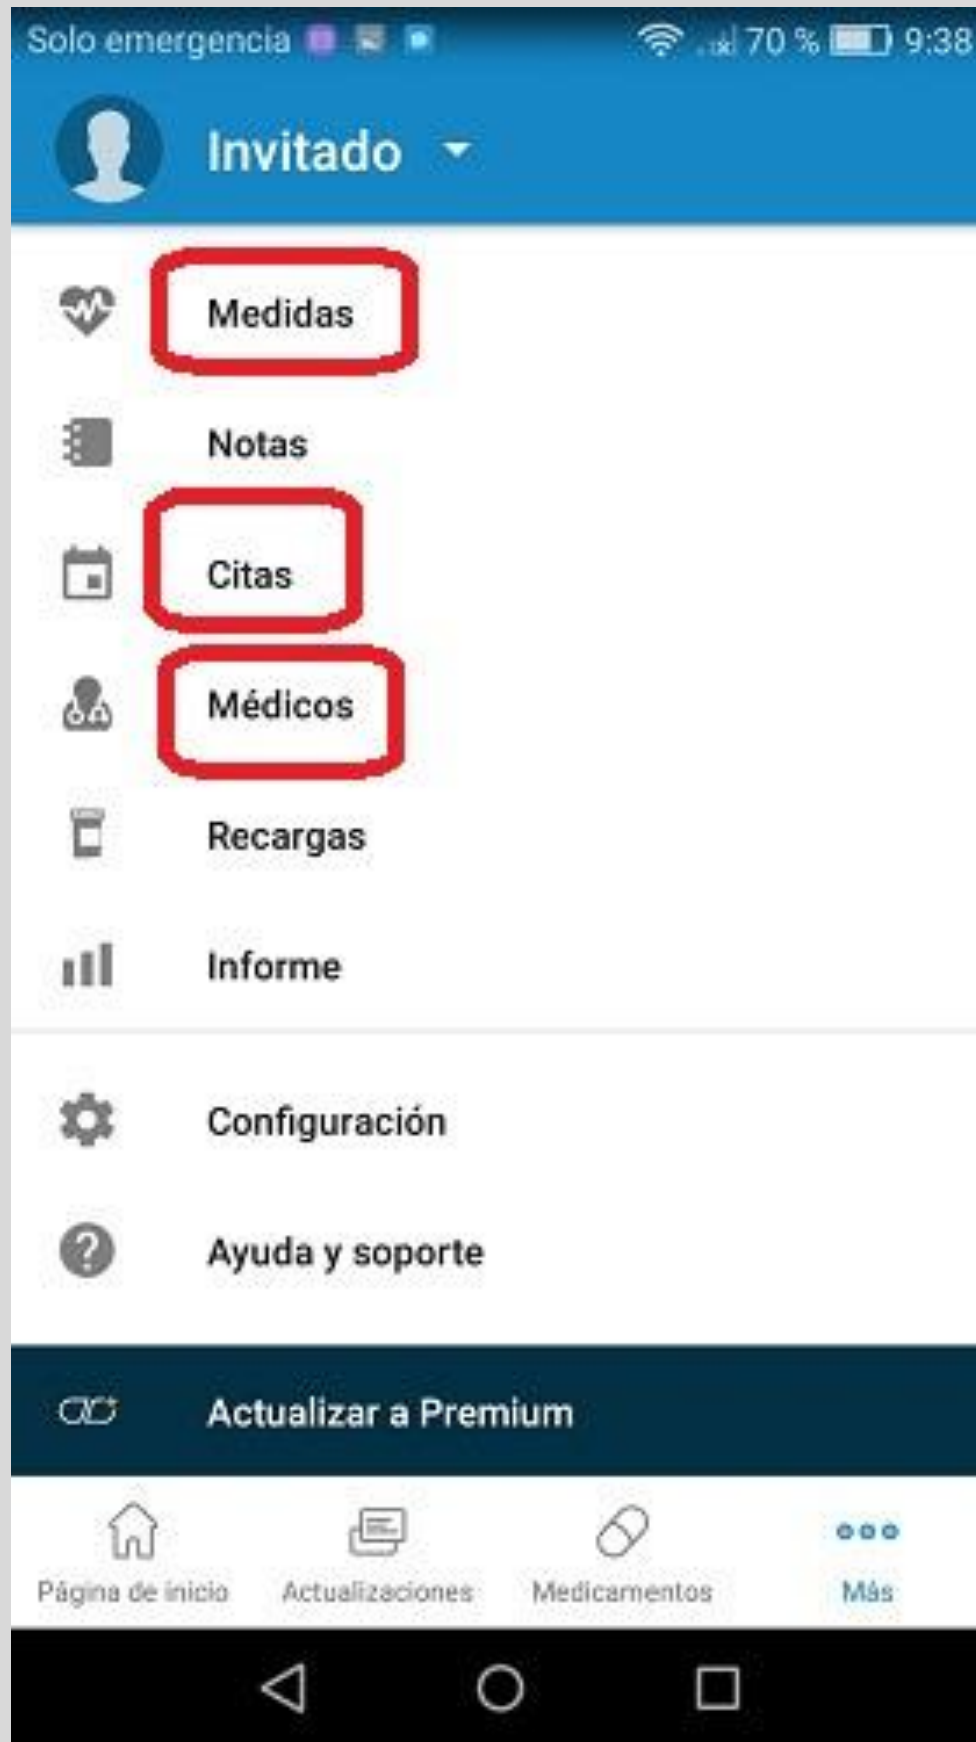 Solo emergencia 70 % 9:38
Invitado
Medidas
Notas
Citas
Médicos
Recargas
Informe
Configuración
Ayuda y soporte
Actualizar a Premium
Página de inicio Actualizaciones Medicamentos Más